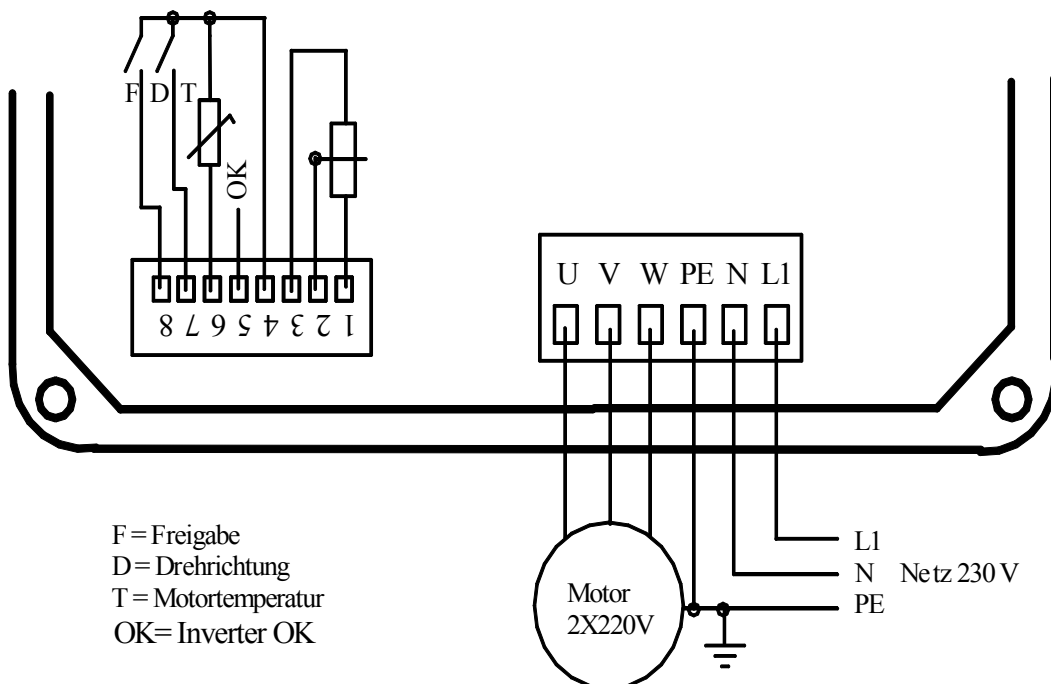 F D T
OK
8 7 6 5 4 3 2 1
U V W PE N L1
F = Freigabe
D = Drehrichtung
T = Motortemperatur
OK= Inverter OK
Motor
2X220V
L1
N Netz 230 V
PE